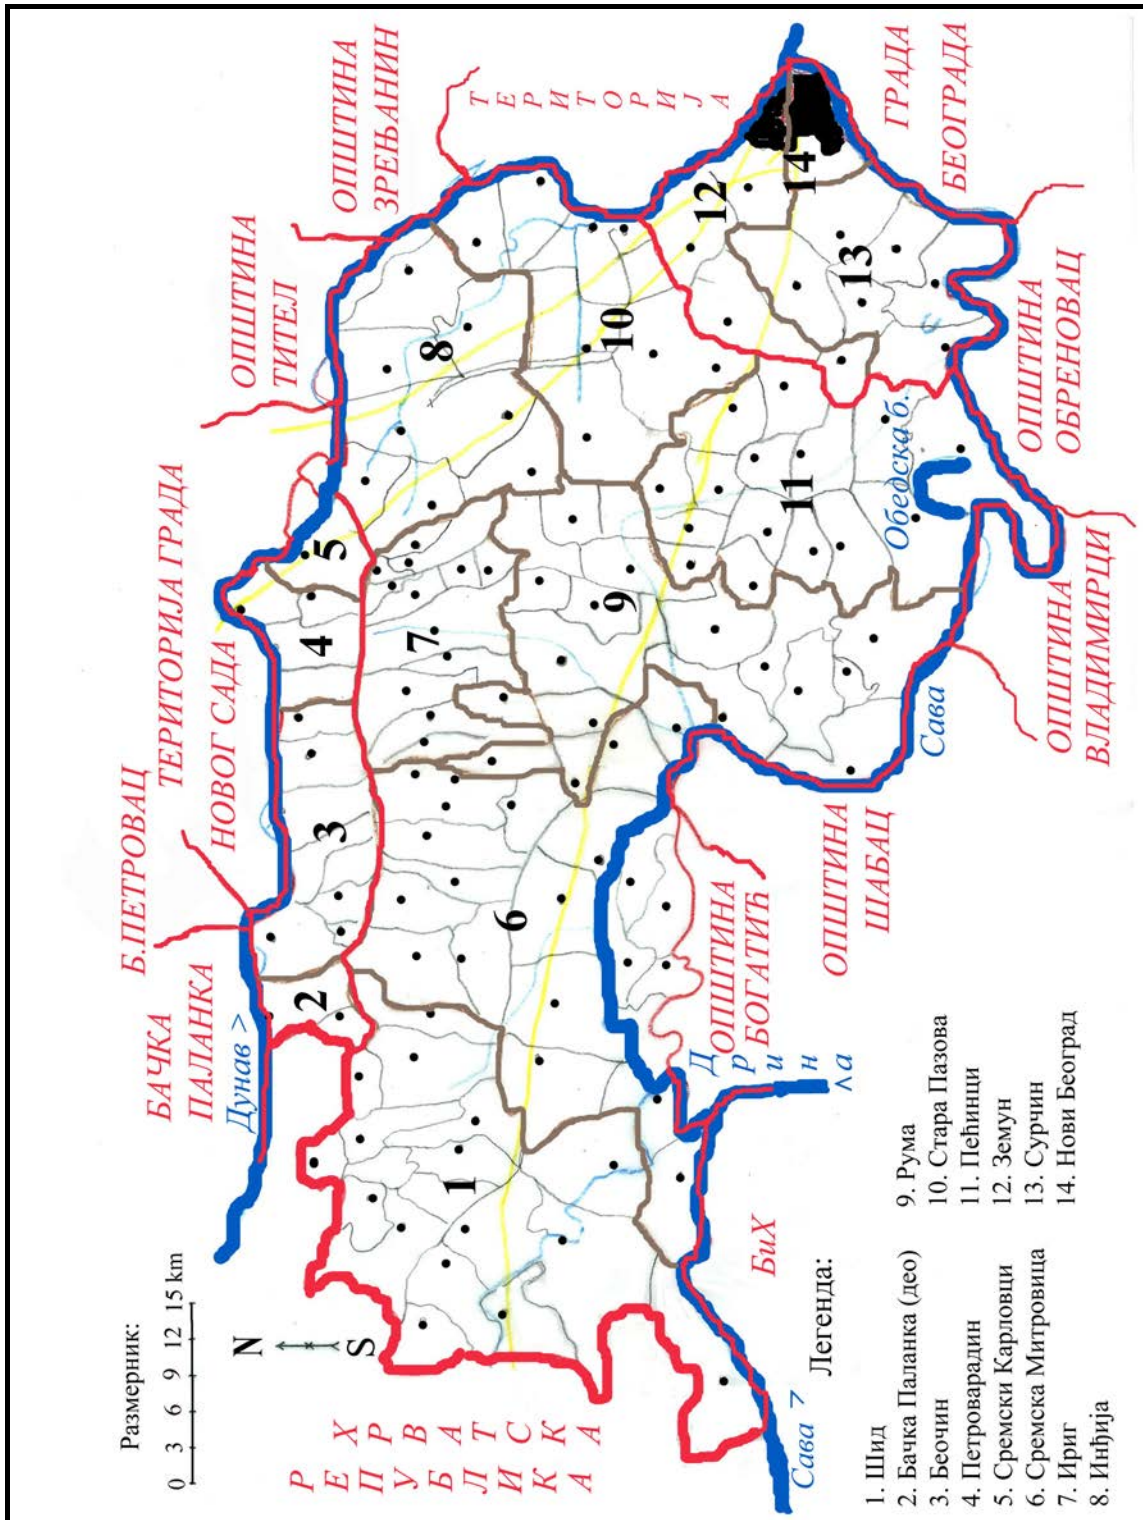 Размерник:
0 3 6 9 12 15 km
N
S
РЕПУБЛИКА
ХРВАТСКА
БАЧКА
ПАЛАНКА
Дунав >
Б.ПЕТРОВАЦ
ТЕРИТОРИЈА ГРАДА
НОВОГ САДА
ОПШТИНА
ТИТЕЛ
ОПШТИНА
ЗРЕЊАНИН
ТЕРИТОРИЈА
ГРАДА
БЕОГРАДА
1
2
3
4
5
6
7
8
9
10
11
12
13
14
Обедска б.
Сава
ОПШТИНА
ОБРЕНОВАЦ
ОПШТИНА
ВЛАДИМИРЦИ
ОПШТИНА
ШАБАЦ
ОПШТИНА
БОГАТИЋ
Дрина
^
БиХ
Сава >
Легенда:
1. Шид
2. Бачка Паланка (део)
3. Беочин
4. Петроварадин
5. Сремски Карловци
6. Сремска Митровица
7. Ириг
8. Инђија
9. Рума
10. Стара Пазова
11. Пећинци
12. Земун
13. Сурчин
14. Нови Београд